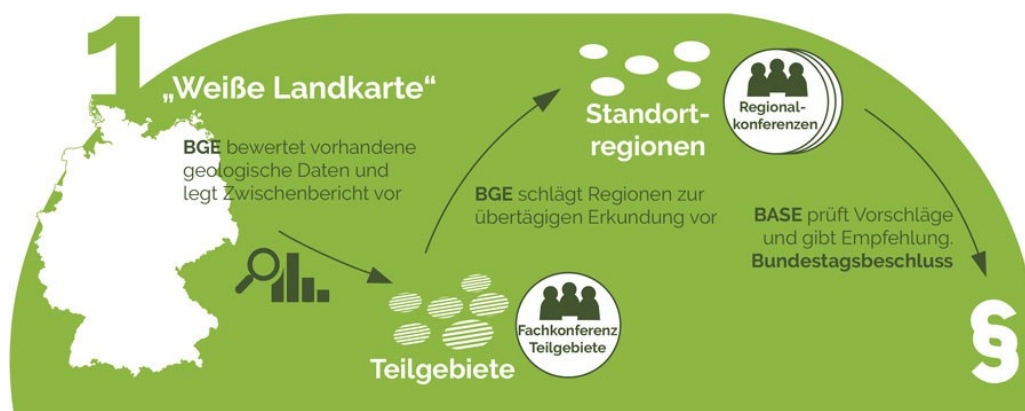 1
„Weiße Landkarte“
BGE bewertet vorhandene
geologische Daten und
legt Zwischenbericht vor
Teilgebiete
Fachkonferenz
Teilgebiete
BGE schlägt Regionen zur
übertägigen Erkundung vor
Standort-
regionen
Regional-
konferenzen
BASE prüft Vorschläge
und gibt Empfehlung.
Bundestagsbeschluss
§